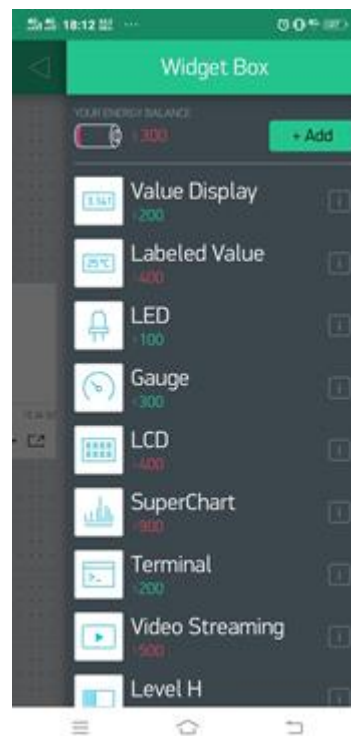 18:12
Widget Box
YOUR ENERGY BALANCE
300
+ Add
Value Display
200
Labeled Value
400
LED
100
Gauge
300
LCD
400
SuperChart
900
Terminal
200
Video Streaming
500
Level H